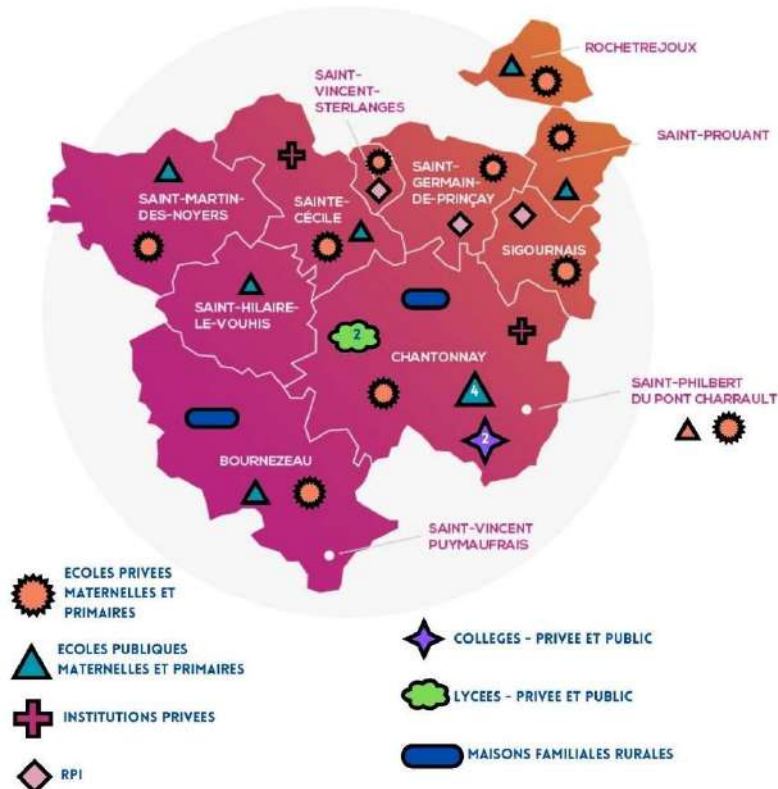 ROCHETREJOUX
SAINT-
VINCENT-
STERLANGES
SAINT-PROUANT
SAINT-MARTIN-
DES-NOYERS
SAINTE-
CÉCILE
SAINT-
GERMAIN-
DE-PRINÇAY
SIGOURNAIS
SAINT-HILAIRE-
LE-VOUHIS
2
CHANTONNAY
4
2
SAINT-PHILBERT
DU PONT CHARRAULT
BOURNEZEAU
SAINT-VINCENT
PUYMAUFRAIS
ECOLES PRIVEES
MATERNELLES ET
PRIMAIRES
ECOLES PUBLIQUES
MATERNELLES ET PRIMAIRES
INSTITUTIONS PRIVEES
RPI
COLLEGES - PRIVEE ET PUBLIC
LYCEES - PRIVEE ET PUBLIC
MAISONS FAMILIALES RURALES